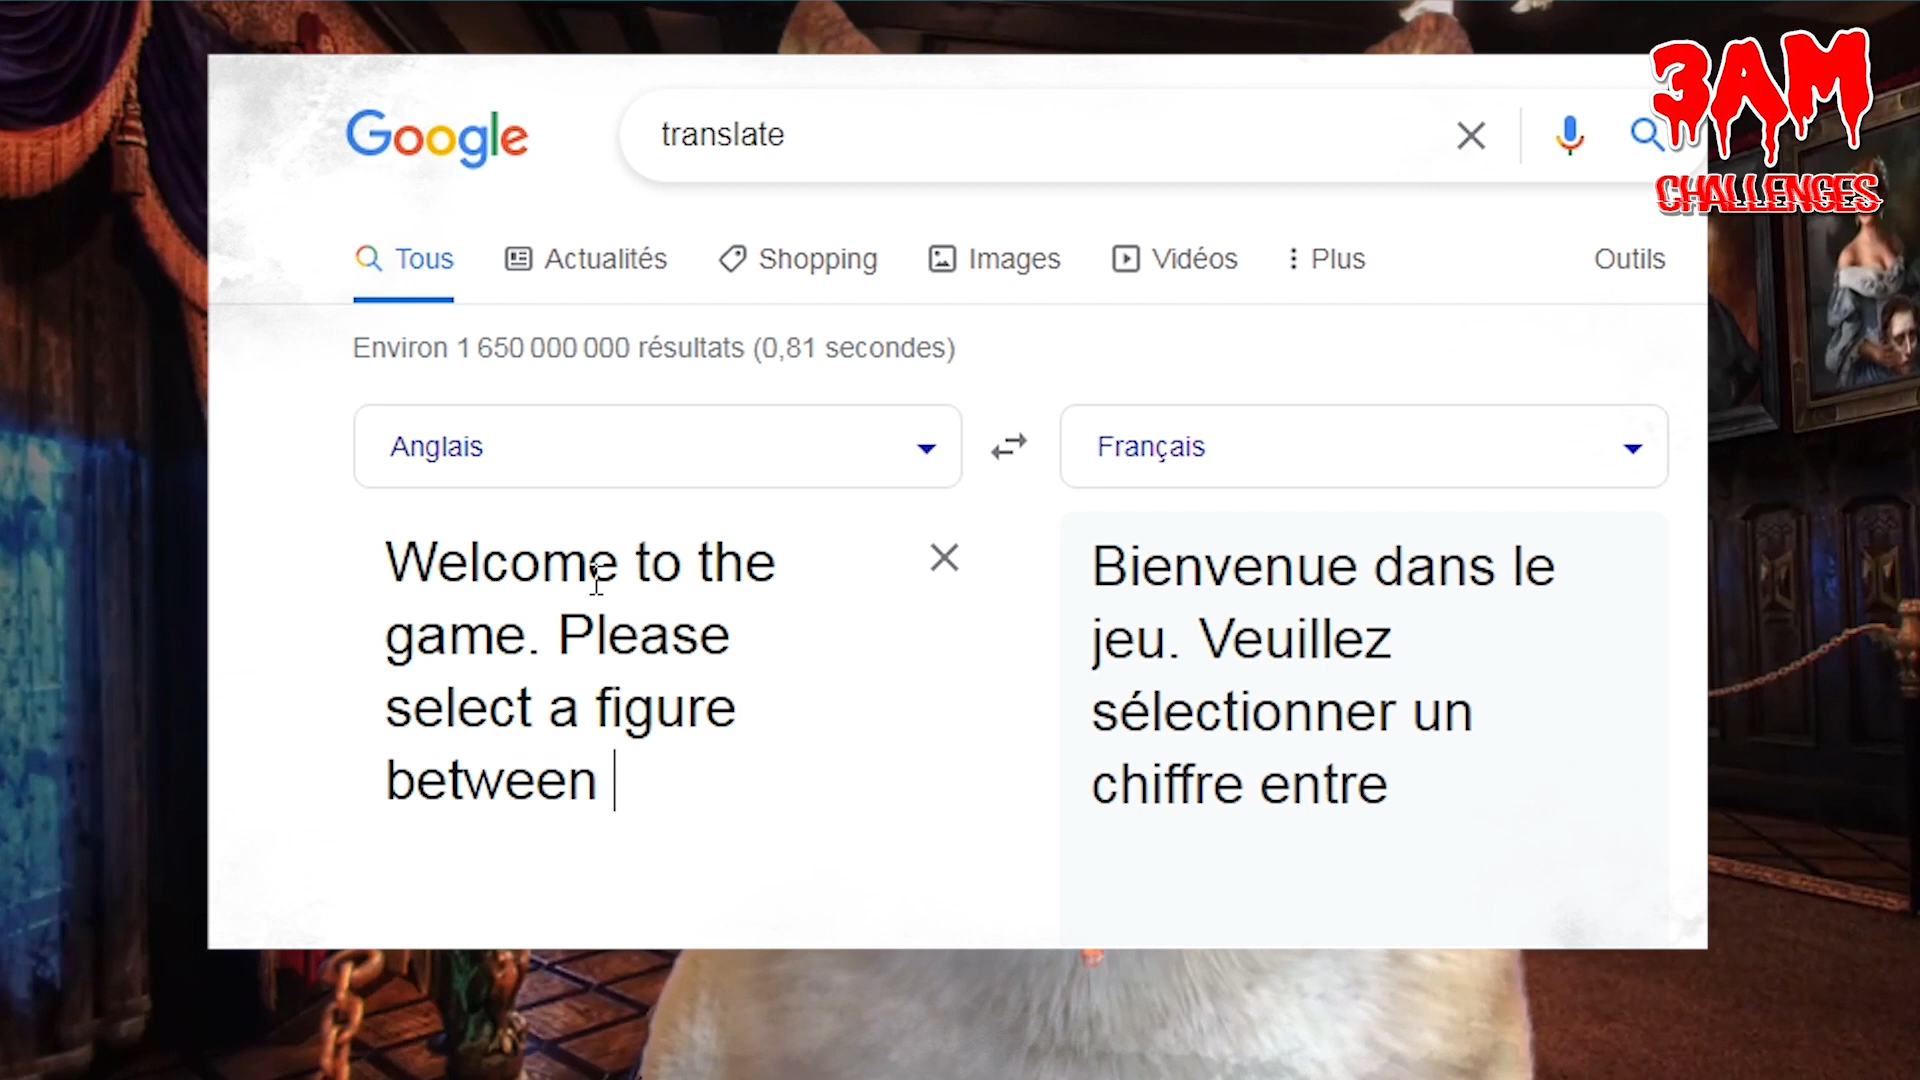 3AM
CHALLENGES
Google
translate
Tous
Actualités
Shopping
Images
Vidéos
Plus
Outils
Environ 1 650 000 000 résultats (0,81 secondes)
Anglais
Français
Welcome to the
game. Please
select a figure
between
Bienvenue dans le
jeu. Veuillez
sélectionner un
chiffre entre